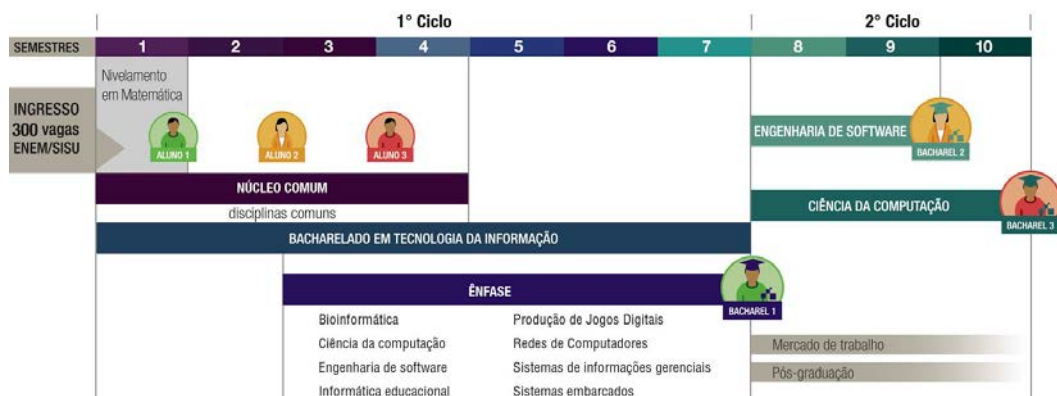 1° Ciclo
2° Ciclo
SEMESTRES
1
2
3
4
5
6
7
8
9
10
Nivelamento
em Matemática
INGRESSO
300 vagas
ENEM/SISU
ALUNO 1
ALUNO 2
ALUNO 3
ENGENHARIA DE SOFTWARE
BACHAREL 2
NÚCLEO COMUM
disciplinas comuns
CIÊNCIA DA COMPUTAÇÃO
BACHAREL 3
BACHARELADO EM TECNOLOGIA DA INFORMAÇÃO
ÊNFASE
BACHAREL 1
Bioinformática
Ciência da computação
Engenharia de software
Informática educacional
Produção de Jogos Digitais
Redes de Computadores
Sistemas de informações gerenciais
Sistemas embarcados
Mercado de trabalho
Pós-graduação